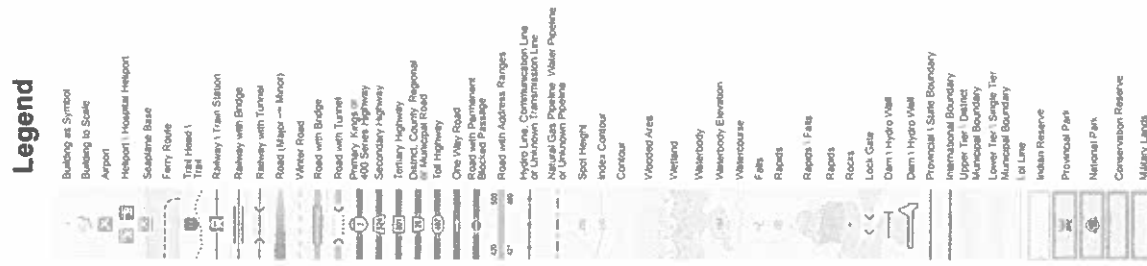 Legend
Building as Symbol
Building to Scale
Airport
Heliport \ Hospital Heliport
Seaplane Base
Ferry Route
Trail Head \
Trail
Railway \ Train Station
Railway with Bridge
Railway with Tunnel
Road (Major → Minor)
Winter Road
Road with Bridge
Road with Tunnel
Primary, Kings or
400 Series Highway
Secondary Highway
Tertiary Highway
District, County, Regional
or Municipal Road
Toll Highway
One Way Road
Road with Permanent
Blocked Passage
Road with Address Ranges
Hydro Line, Communication Line
or Unknown Transmission Line
Natural Gas Pipeline, Water Pipeline
or Unknown Pipeline
Spot Height
Index Contour
Contour
Wooded Area
Wetland
Waterbody
Waterbody Elevation
Watercourse
Falls
Rapids
Rapids \ Falls
Rapids
Rocks
Lock Gate
Dam \ Hydro Wall
Dam \ Hydro Wall
Provincial \ State Boundary
International Boundary
Upper Tier \ District
Municipal Boundary
Lower Tier \ Single Tier
Municipal Boundary
Lot Line
Indian Reserve
Provincial Park
National Park
Conservation Reserve
Military Lands